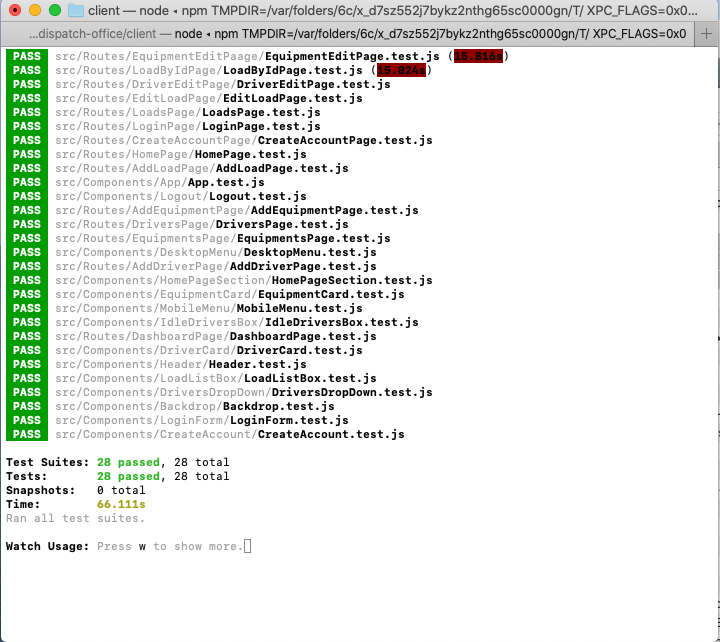 client — node ◂ npm TMPDIR=/var/folders/6c/x_d7sz552j7bykz2nthg65sc0000gn/T/ XPC_FLAGS=0x0...
...dispatch-office/client — node ◂ npm TMPDIR=/var/folders/6c/x_d7sz552j7bykz2nthg65sc0000gn/T/ XPC_FLAGS=0x0
PASS src/Routes/EquipmentEditPaage/EquipmentEditPage.test.js (15.816s)
PASS src/Routes/LoadByIdPage/LoadByIdPage.test.js (15.824s)
PASS src/Routes/DriverEditPage/DriverEditPage.test.js
PASS src/Routes/EditLoadPage/EditLoadPage.test.js
PASS src/Routes/LoadsPage/LoadsPage.test.js
PASS src/Routes/LoginPage/LoginPage.test.js
PASS src/Routes/CreateAccountPage/CreateAccountPage.test.js
PASS src/Routes/HomePage/HomePage.test.js
PASS src/Routes/AddLoadPage/AddLoadPage.test.js
PASS src/Components/App/App.test.js
PASS src/Components/Logout/Logout.test.js
PASS src/Routes/AddEquipmentPage/AddEquipmentPage.test.js
PASS src/Routes/DriversPage/DriversPage.test.js
PASS src/Routes/EquipmentsPage/EquipmentsPage.test.js
PASS src/Components/DesktopMenu/DesktopMenu.test.js
PASS src/Routes/AddDriverPage/AddDriverPage.test.js
PASS src/Components/HomePageSection/HomePageSection.test.js
PASS src/Components/EquipmentCard/EquipmentCard.test.js
PASS src/Components/MobileMenu/MobileMenu.test.js
PASS src/Components/IdleDriversBox/IdleDriversBox.test.js
PASS src/Routes/DashboardPage/DashboardPage.test.js
PASS src/Components/DriverCard/DriverCard.test.js
PASS src/Components/Header/Header.test.js
PASS src/Components/LoadListBox/LoadListBox.test.js
PASS src/Components/DriversDropDown/DriversDropDown.test.js
PASS src/Components/Backdrop/Backdrop.test.js
PASS src/Components/LoginForm/LoginForm.test.js
PASS src/Components/CreateAccount/CreateAccount.test.js
Test Suites: 28 passed, 28 total
Tests: 28 passed, 28 total
Snapshots: 0 total
Time: 66.111s
Ran all test suites.
Watch Usage: Press w to show more.